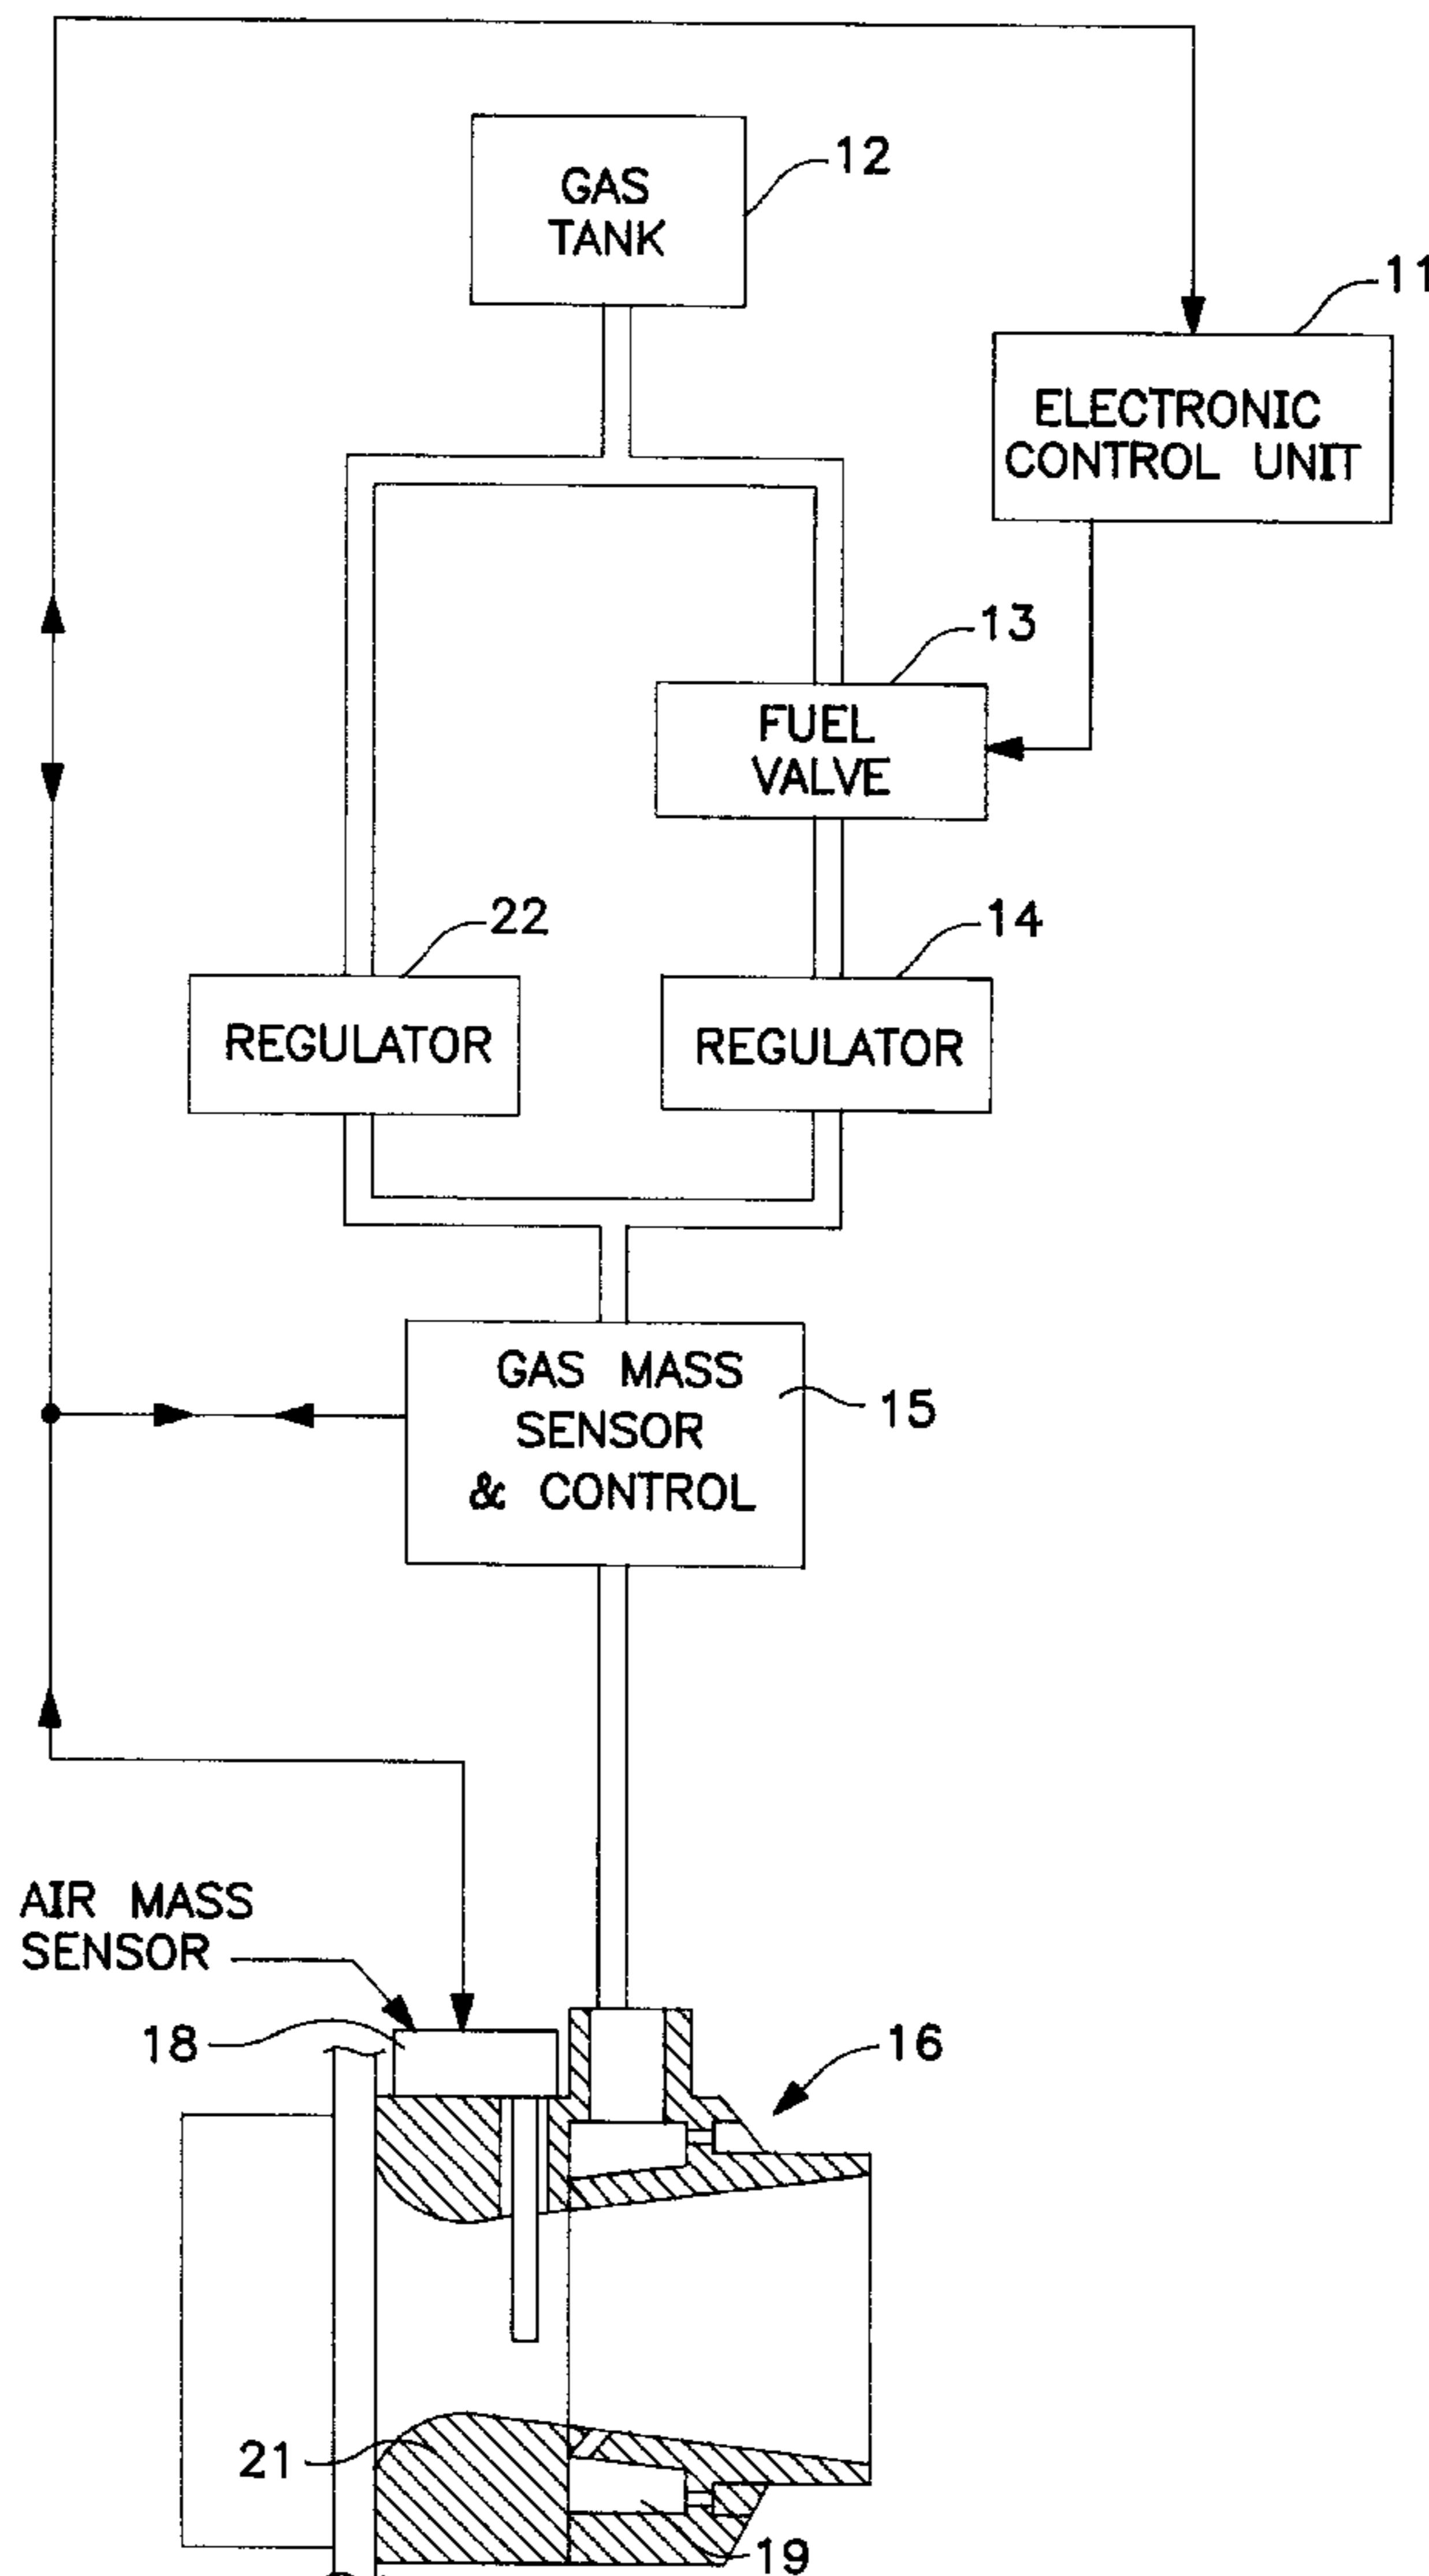 12
GAS
TANK
11
ELECTRONIC
CONTROL UNIT
13
FUEL
VALVE
22
14
REGULATOR
REGULATOR
GAS MASS
SENSOR
& CONTROL
15
AIR MASS
SENSOR
18
16
21
19